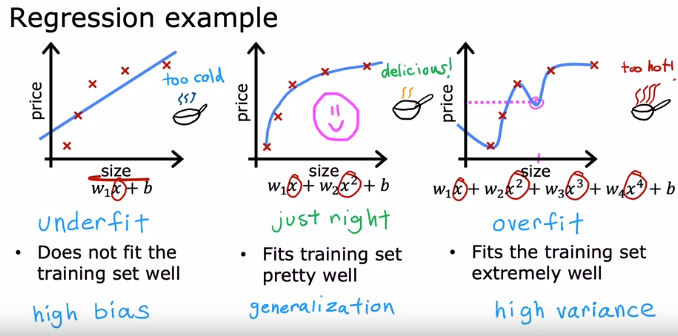 Regression example
too cold
price
size
w₁x + b
underfit
• Does not fit the
training set well
high bias
delicious!
price
size
w₁x + w₂x² + b
just right
• Fits training set
pretty well
generalization
too hot!
price
size
w₁x + w₂x² + w₃x³ + w₄x⁴ + b
overfit
• Fits the training set
extremely well
high variance